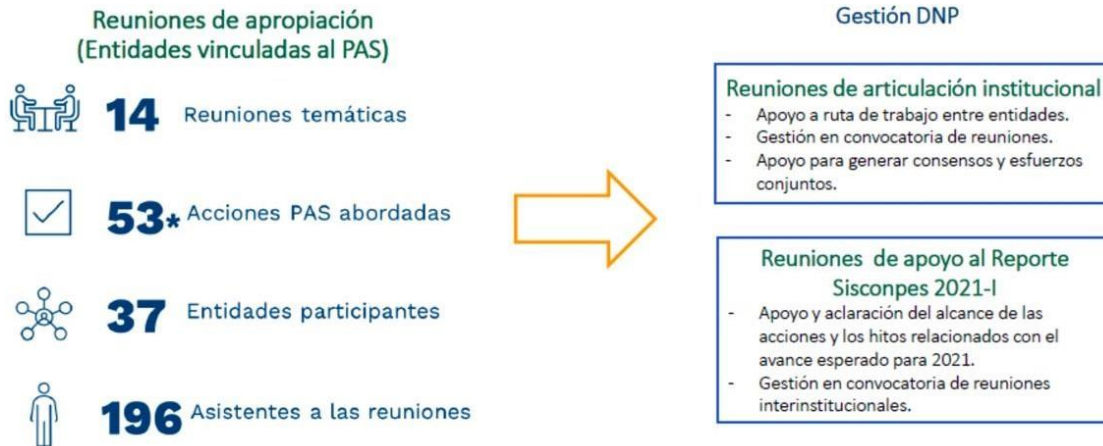 Reuniones de apropiación
(Entidades vinculadas al PAS)
14 Reuniones temáticas
53* Acciones PAS abordadas
37 Entidades participantes
196 Asistentes a las reuniones
Gestión DNP
Reuniones de articulación institucional
- Apoyo a ruta de trabajo entre entidades.
- Gestión en convocatoria de reuniones.
- Apoyo para generar consensos y esfuerzos
conjuntos.
Reuniones de apoyo al Reporte
Sisconpes 2021-I
- Apoyo y aclaración del alcance de las
acciones y los hitos relacionados con el
avance esperado para 2021.
- Gestión en convocatoria de reuniones
interinstitucionales.